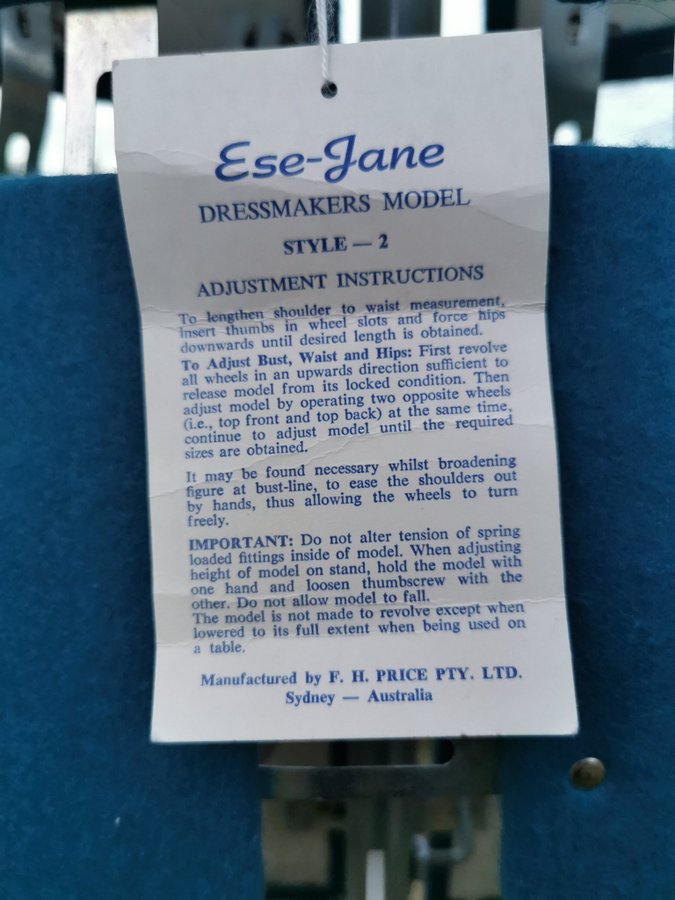 Ese-Jane
DRESSMAKERS MODEL
STYLE — 2
ADJUSTMENT INSTRUCTIONS
To lengthen shoulder to waist measurement,
insert thumbs in wheel slots and force hips
downwards until desired length is obtained.
To Adjust Bust, Waist and Hips: First revolve
all wheels in an upwards direction sufficient to
release model from its locked condition. Then
adjust model by operating two opposite wheels
(i.e., top front and top back) at the same time,
continue to adjust model until the required
sizes are obtained.
It may be found necessary whilst broadening
figure at bust-line, to ease the shoulders out
by hands, thus allowing the wheels to turn
freely.
IMPORTANT: Do not alter tension of spring
loaded fittings inside of model. When adjusting
height of model on stand, hold the model with
one hand and loosen thumbscrew with the
other. Do not allow model to fall.
The model is not made to revolve except when
lowered to its full extent when being used on
a table.
Manufactured by F. H. PRICE PTY. LTD.
Sydney — Australia